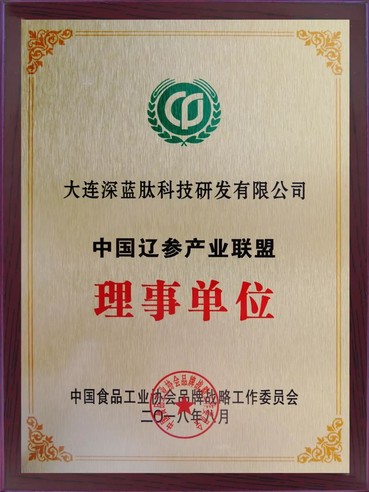 大连深蓝肽科技研发有限公司
中国辽参产业联盟
理事单位
中国食品工业协会品牌战略工作委员会
二〇一八年八月